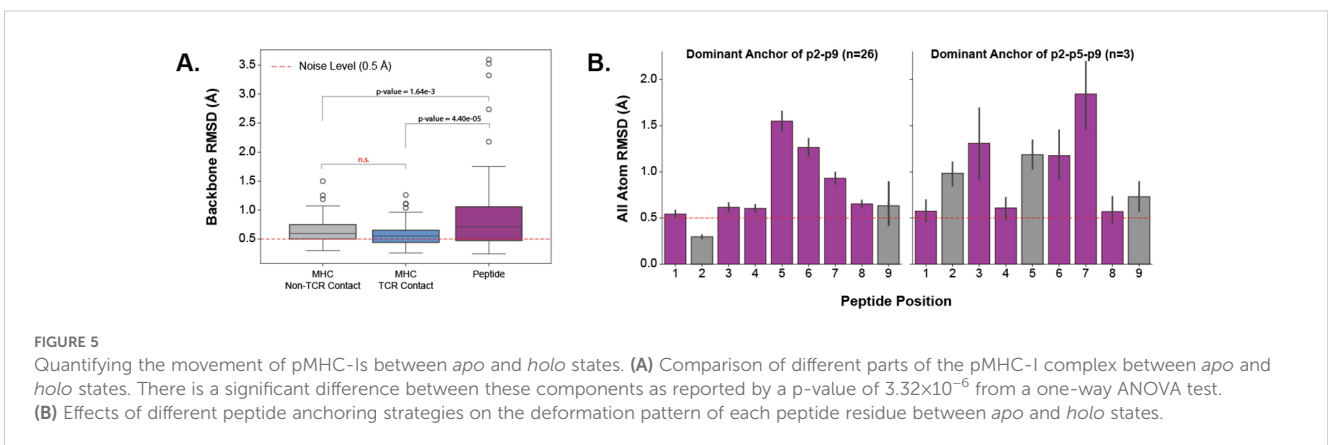 A.
Backbone RMSD (Å)
3.5
3.0
2.5
2.0
1.5
1.0
0.5
Noise Level (0.5 Å)
p-value = 1.64e-3
p-value = 4.40e-05
n.s.
MHC
Non-TCR Contact
MHC
TCR Contact
Peptide
B.
Dominant Anchor of p2-p9 (n=26)
Dominant Anchor of p2-p5-p9 (n=3)
All Atom RMSD (Å)
2.0
1.5
1.0
0.5
0.0
1 2 3 4 5 6 7 8 9
1 2 3 4 5 6 7 8 9
Peptide Position
FIGURE 5
Quantifying the movement of pMHC-Is between apo and holo states. (A) Comparison of different parts of the pMHC-I complex between apo and
holo states. There is a significant difference between these components as reported by a p-value of 3.32×10⁻⁶ from a one-way ANOVA test.
(B) Effects of different peptide anchoring strategies on the deformation pattern of each peptide residue between apo and holo states.